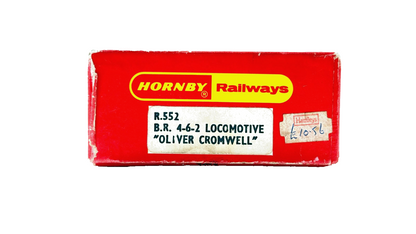 HORNBY® Railways
R.552
B.R. 4-6-2 LOCOMOTIVE
"OLIVER CROMWELL"
Hamleys
£10.56